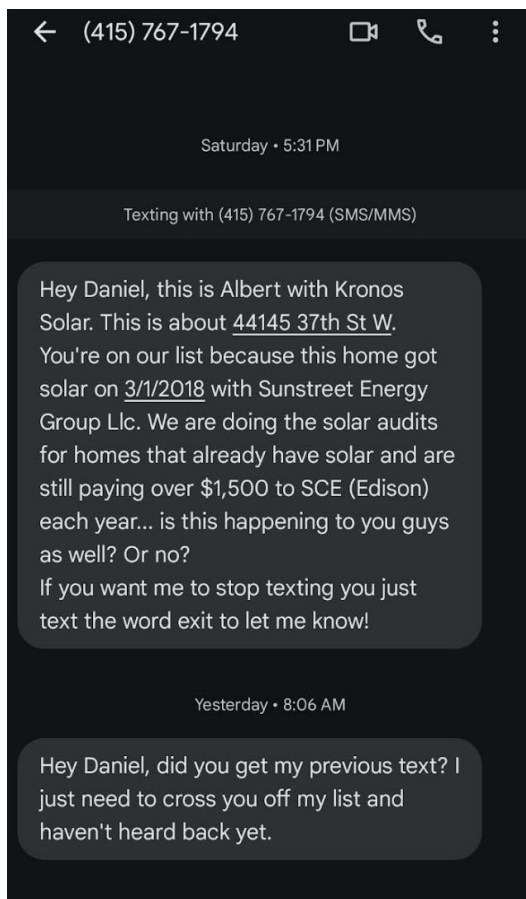 (415) 767-1794
Saturday • 5:31 PM
Texting with (415) 767-1794 (SMS/MMS)
Hey Daniel, this is Albert with Kronos
Solar. This is about 44145 37th St W.
You're on our list because this home got
solar on 3/1/2018 with Sunstreet Energy
Group Llc. We are doing the solar audits
for homes that already have solar and are
still paying over $1,500 to SCE (Edison)
each year... is this happening to you guys
as well? Or no?
If you want me to stop texting you just
text the word exit to let me know!
Yesterday • 8:06 AM
Hey Daniel, did you get my previous text? I
just need to cross you off my list and
haven't heard back yet.